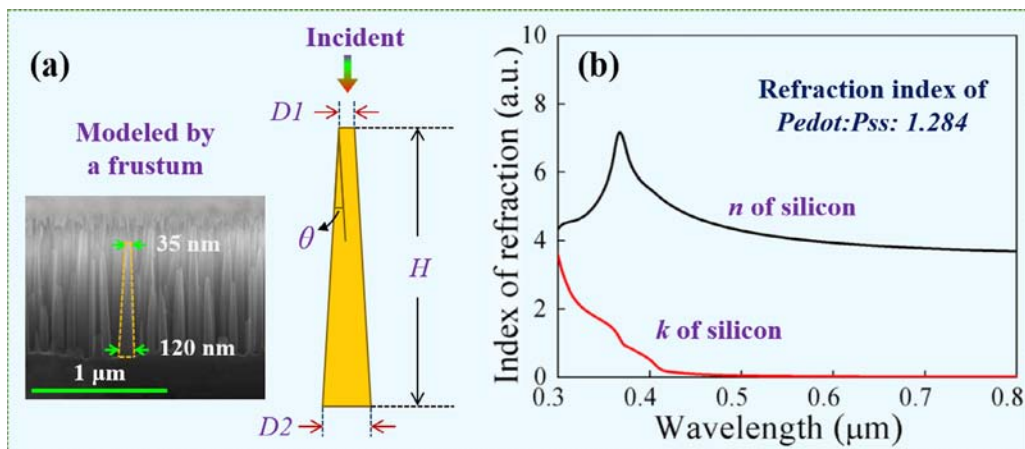 (a)
Incident
D1
Modeled by
a frustum
35 nm
θ
H
120 nm
1 μm
D2
(b)
Refraction index of
Pedot:Pss: 1.284
n of silicon
k of silicon
Index of refraction (a.u.)
10
8
6
4
2
0
0.3 0.4 0.5 0.6 0.7 0.8
Wavelength (μm)